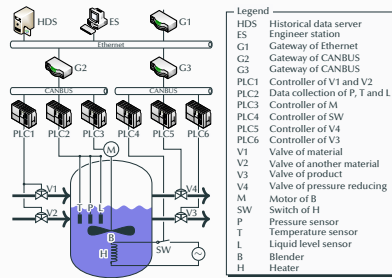 HDS
ES
G1
Ethernet
G2
G3
CANBUS
CANBUS
PLC1 PLC2 PLC3 PLC4 PLC5 PLC6
M
V1
T P L
V4
V2
V3
B
H
SW
~
Legend
HDS Historical data server
ES Engineer station
G1 Gateway of Ethernet
G2 Gateway of CANBUS
G3 Gateway of CANBUS
PLC1 Controller of V1 and V2
PLC2 Data collection of P, T and L
PLC3 Controller of M
PLC4 Controller of SW
PLC5 Controller of V4
PLC6 Controller of V3
V1 Valve of material
V2 Valve of another material
V3 Valve of product
V4 Valve of pressure reducing
M Motor of B
SW Switch of H
P Pressure sensor
T Temperature sensor
L Liquid level sensor
B Blender
H Heater